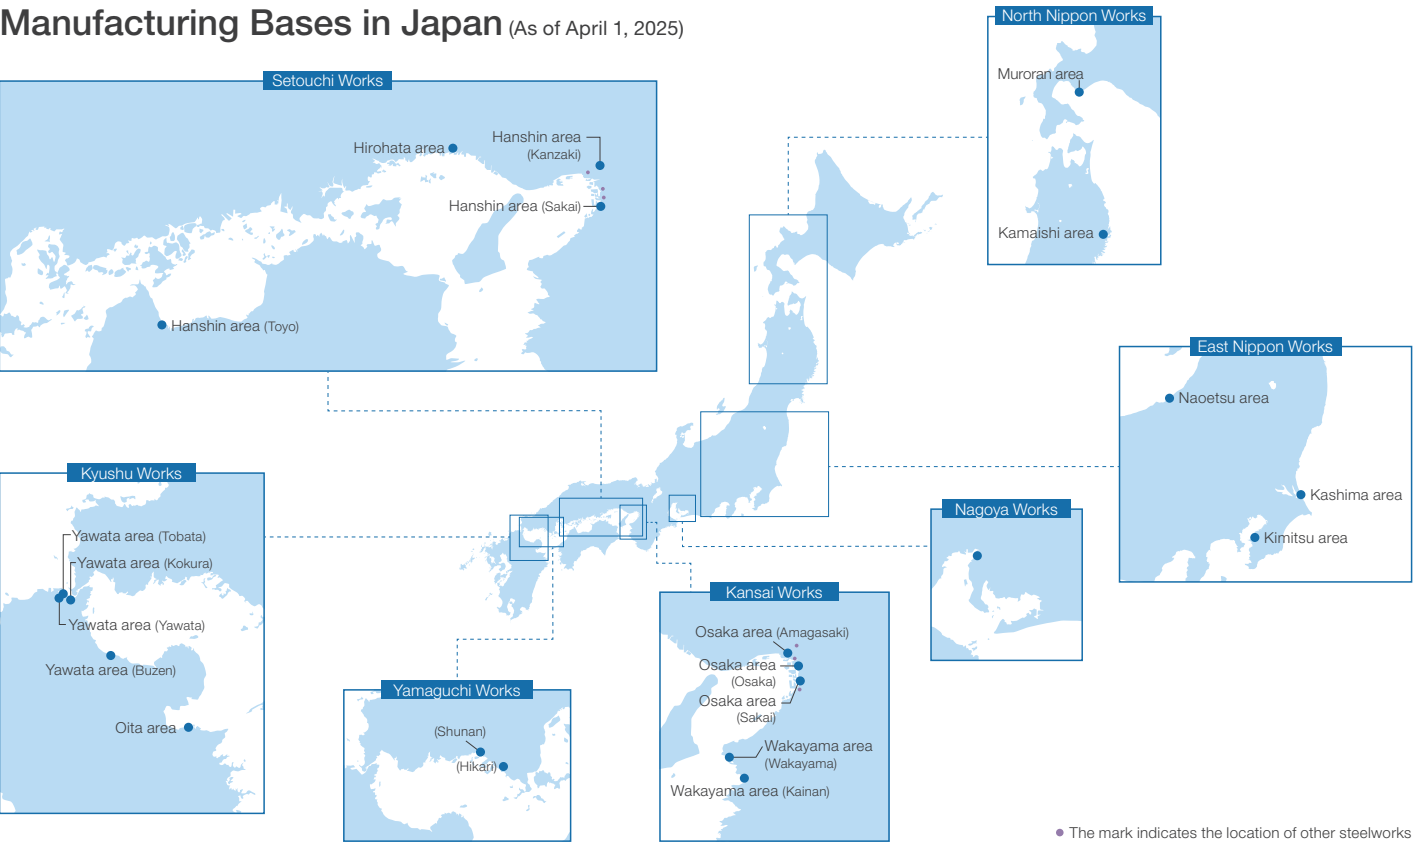 Manufacturing Bases in Japan (As of April 1, 2025)
North Nippon Works
Muroran area
Kamaishi area
Setouchi Works
Hirohata area
Hanshin area
(Kanzaki)
Hanshin area (Sakai)
Hanshin area (Toyo)
East Nippon Works
Naoetsu area
Kashima area
Kimitsu area
Kyushu Works
Yawata area (Tobata)
Yawata area (Kokura)
Yawata area (Yawata)
Yawata area (Buzen)
Oita area
Nagoya Works
Kansai Works
Osaka area (Amagasaki)
Osaka area
(Osaka)
Osaka area
(Sakai)
Wakayama area
(Wakayama)
Wakayama area (Kainan)
Yamaguchi Works
(Shunan)
(Hikari)
The mark indicates the location of other steelworks